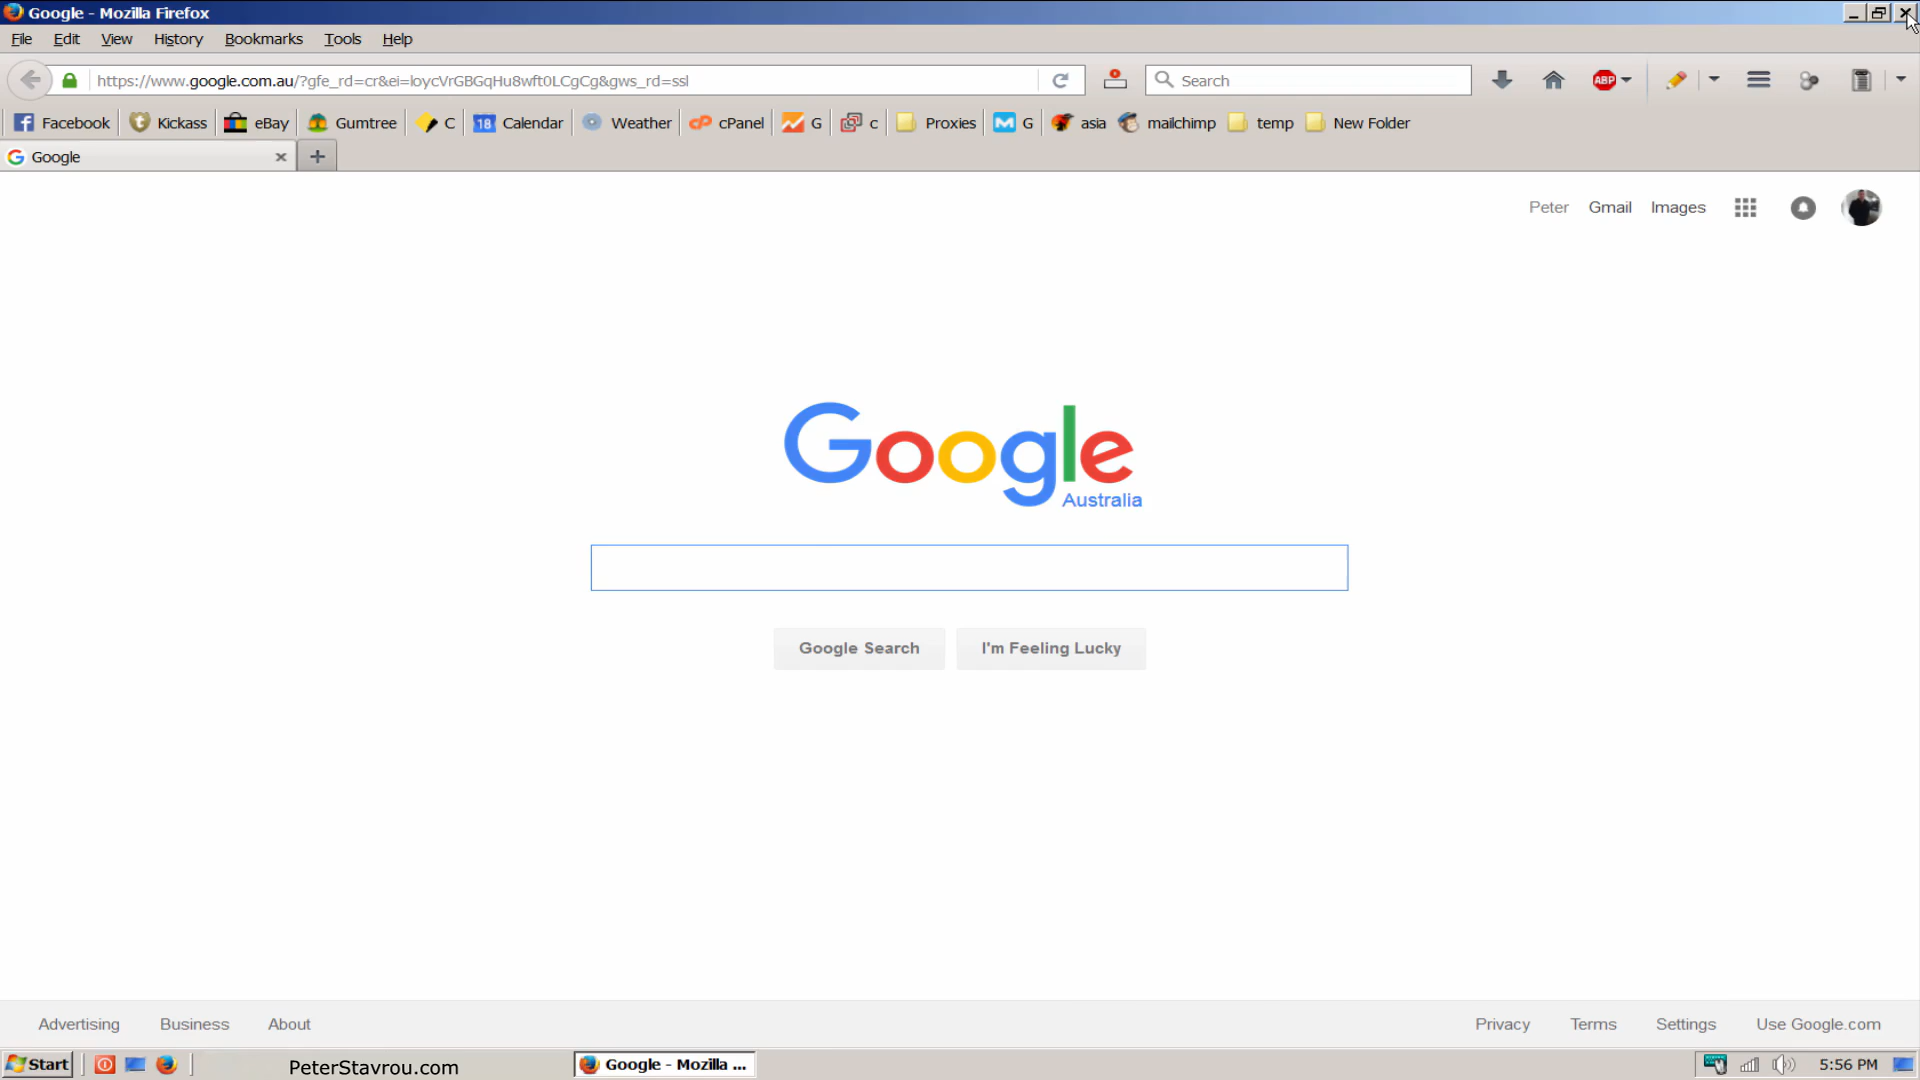 Google - Mozilla Firefox
File Edit View History Bookmarks Tools Help
https://www.google.com.au/?gfe_rd=cr&ei=loycVrGBGqHu8wft0LCgCg&gws_rd=ssl Search ABP
Facebook Kickass eBay Gumtree C 18 Calendar Weather cPanel G c Proxies G asia mailchimp temp New Folder
Google
Peter Gmail Images
Google
Australia
Google Search I'm Feeling Lucky
Advertising Business About Privacy Terms Settings Use Google.com
Start PeterStavrou.com Google - Mozilla ... 5:56 PM